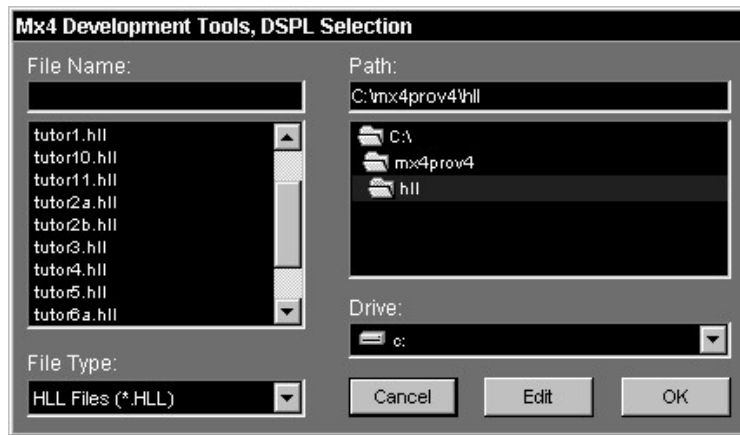 Mx4 Development Tools, DSPL Selection
File Name:
tutor1.hll
tutor10.hll
tutor11.hll
tutor2a.hll
tutor2b.hll
tutor3.hll
tutor4.hll
tutor5.hll
tutor6a.hll
File Type:
HLL Files (*.HLL)
Path:
C:\mx4prov4\hll
C:\
mx4prov4
hll
Drive:
c:
Cancel
Edit
OK